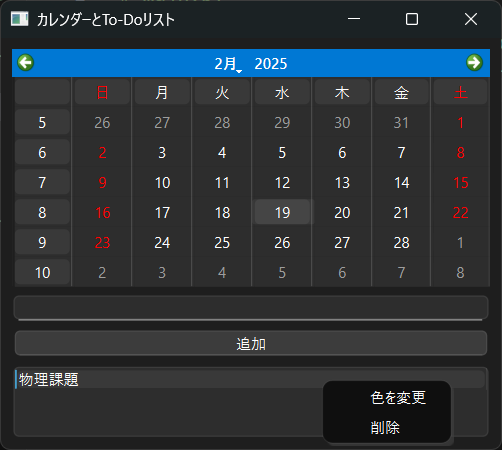 カレンダーとTo-Doリスト
2月 2025
日 月 火 水 木 金 土
5 26 27 28 29 30 31 1
6 2 3 4 5 6 7 8
7 9 10 11 12 13 14 15
8 16 17 18 19 20 21 22
9 23 24 25 26 27 28 1
10 2 3 4 5 6 7 8
追加
物理課題
色を変更
削除